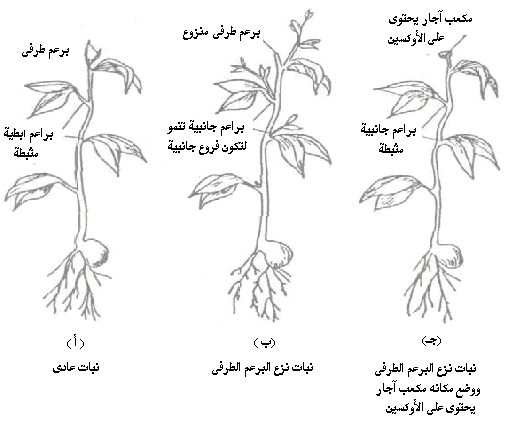 مكعب آجار يحتوى
على الأوكسين
برعم طرفى منزوع
برعم طرفى
براعم جانبية
مثبطة
براعم جانبية تنمو
لتكون فروع جانبية
براعم ابطية
مثبطة
(جـ)
(ب)
(أ)
نبات نزع البرعم الطرفى
ووضع مكانه مكعب آجار
يحتوى على الأوكسين
نبات نزع البرعم الطرفى
نبات عادى